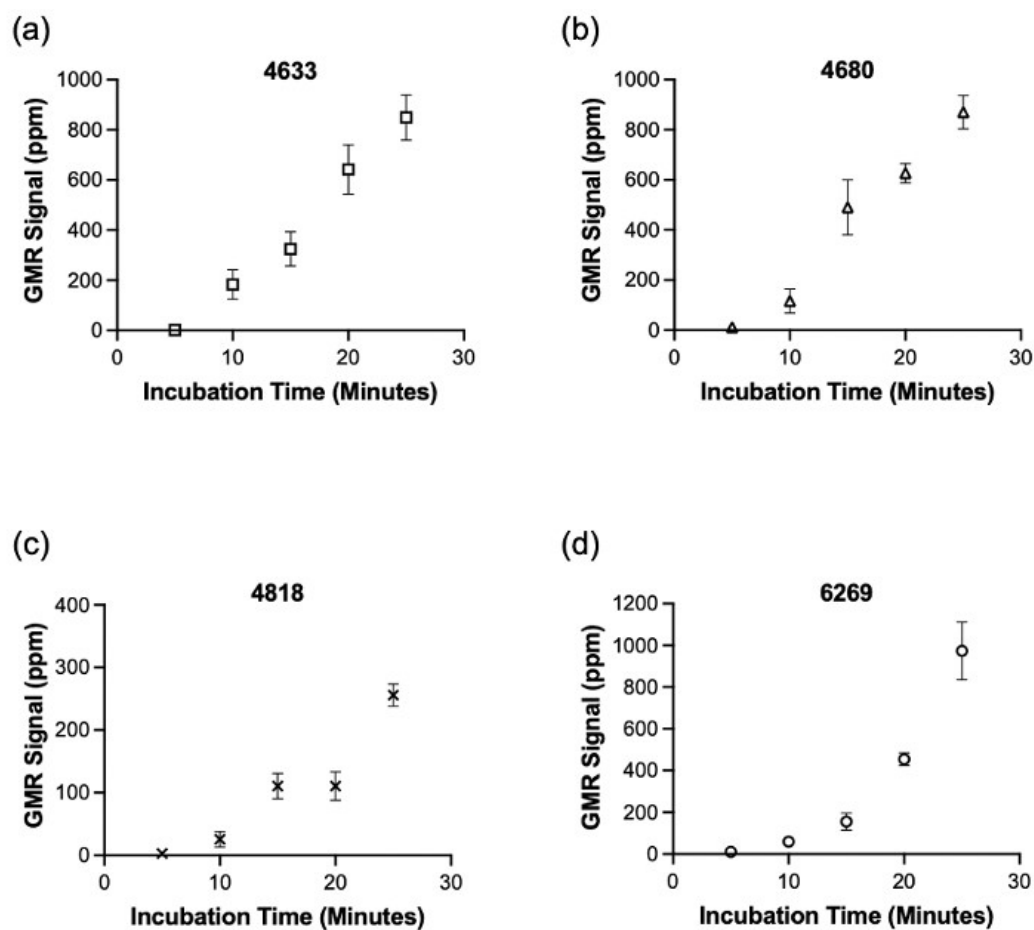 (a)
4633
GMR Signal (ppm)
1000
800
600
400
200
0
0 10 20 30
Incubation Time (Minutes)
(b)
4680
GMR Signal (ppm)
1000
800
600
400
200
0
0 10 20 30
Incubation Time (Minutes)
(c)
4818
GMR Signal (ppm)
400
300
200
100
0
0 10 20 30
Incubation Time (Minutes)
(d)
6269
GMR Signal (ppm)
1200
1000
800
600
400
200
0
0 10 20 30
Incubation Time (Minutes)